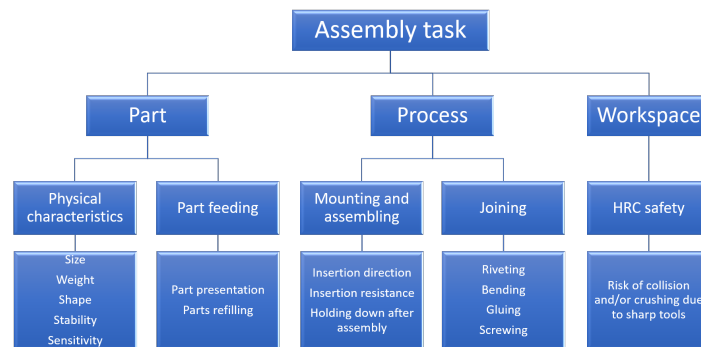 Assembly task
Part
Process
Workspace
Physical
characteristics
Part feeding
Mounting and
assembling
Joining
HRC safety
Size
Weight
Shape
Stability
Sensitivity
Part presentation
Parts refilling
Insertion direction
Insertion resistance
Holding down after
assembly
Riveting
Bending
Gluing
Screwing
Risk of collision
and/or crushing due
to sharp tools